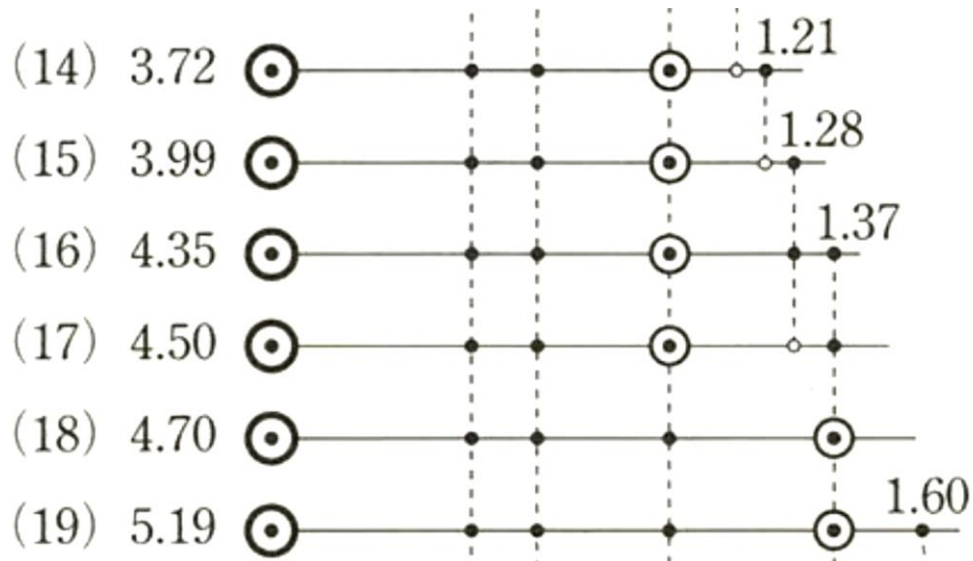 (14) 3.72 1.21
(15) 3.99 1.28
(16) 4.35 1.37
(17) 4.50
(18) 4.70
(19) 5.19 1.60